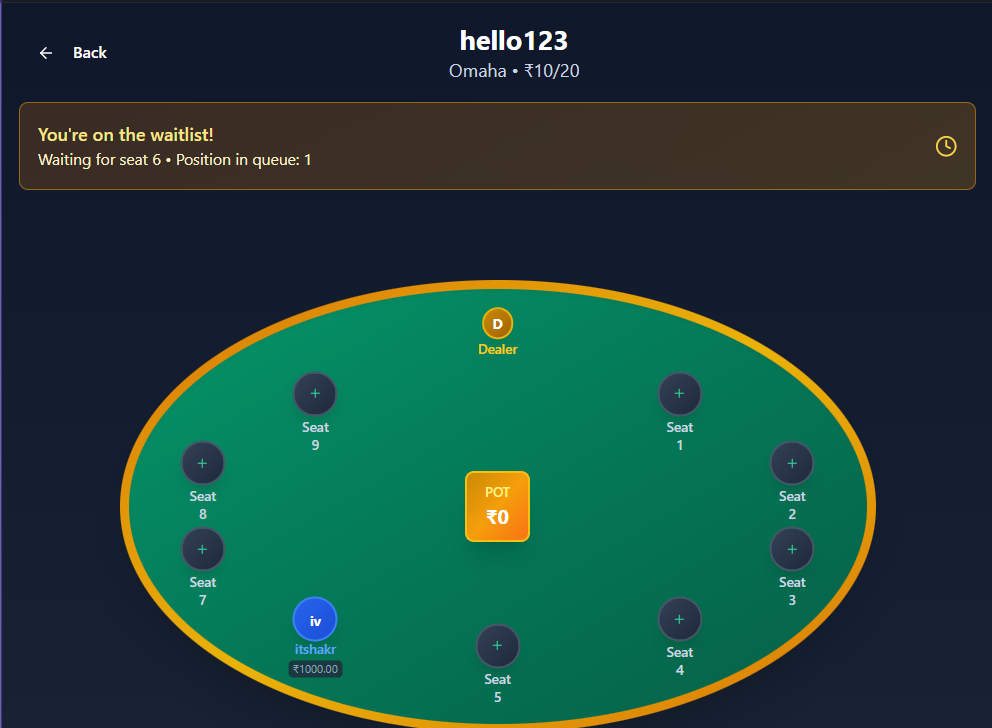 ← Back
hello123
Omaha • ₹10/20
You're on the waitlist!
Waiting for seat 6 • Position in queue: 1
D
Dealer
+
Seat
9
+
Seat
1
+
Seat
8
+
Seat
2
POT
₹0
+
Seat
7
+
Seat
3
iv
itshakr
₹1000.00
+
Seat
4
+
Seat
5